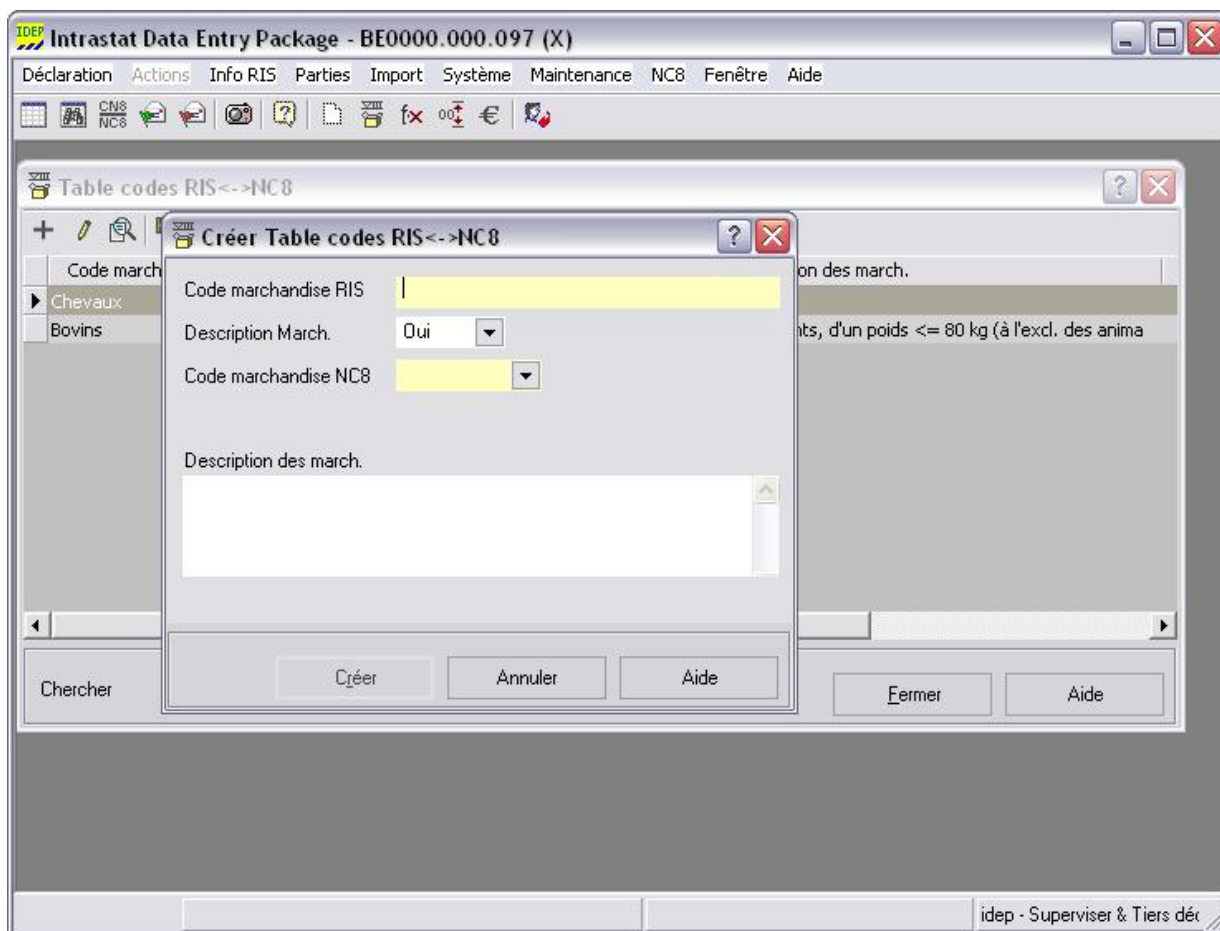 IDEP Intrastat Data Entry Package - BE0000.000.097 (X)
Déclaration Actions Info RIS Parties Import Système Maintenance NC8 Fenêtre Aide
CN8
NC8
Table codes RIS<->NC8
Créer Table codes RIS<->NC8
Code march
on des march.
Chevaux
Bovins
nts, d'un poids <= 80 kg (à l'excl. des anima
Code marchandise RIS
Description March. Oui
Code marchandise NC8
Description des march.
Créer Annuler Aide
Chercher
Fermer Aide
idep - Superviser & Tiers déc